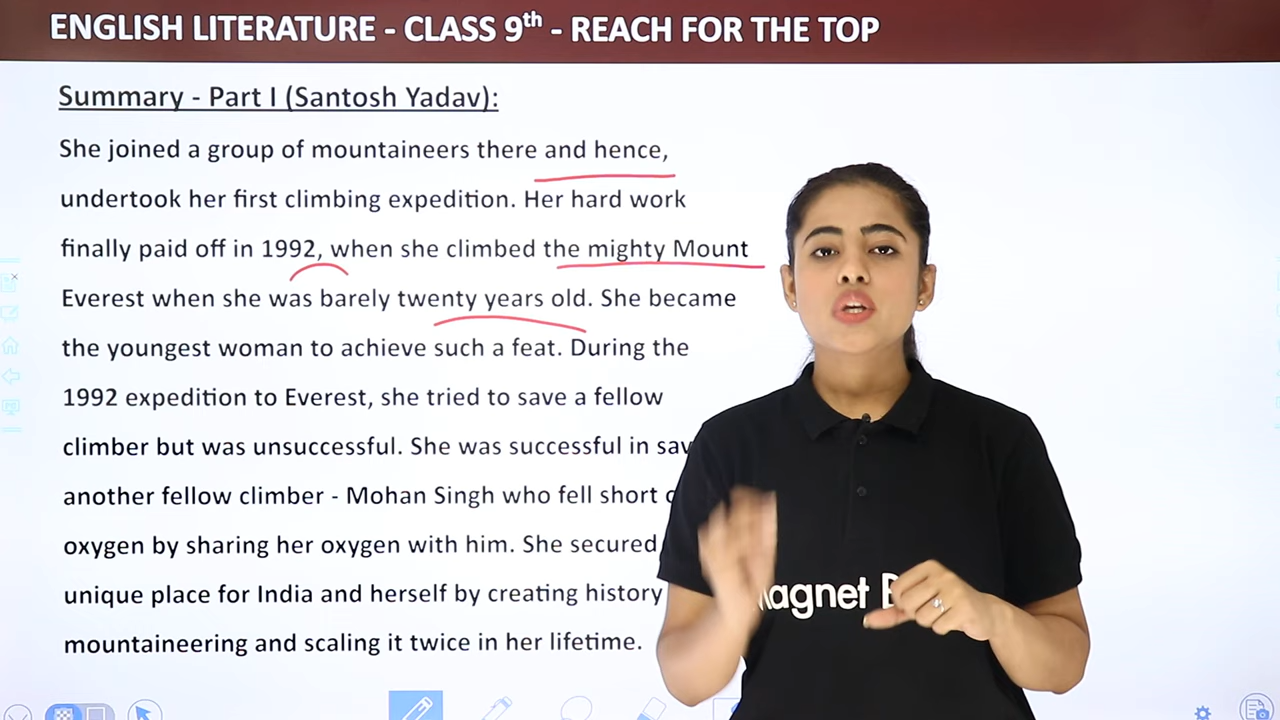 ENGLISH LITERATURE - CLASS 9th - REACH FOR THE TOP
Summary - Part I (Santosh Yadav):
She joined a group of mountaineers there and hence,
undertook her first climbing expedition. Her hard work
finally paid off in 1992, when she climbed the mighty Mount
Everest when she was barely twenty years old. She became
the youngest woman to achieve such a feat. During the
1992 expedition to Everest, she tried to save a fellow
climber but was unsuccessful. She was successful in
another fellow climber - Mohan Singh who fell short
oxygen by sharing her oxygen with him. She secured
unique place for India and herself by creating history
mountaineering and scaling it twice in her lifetime.